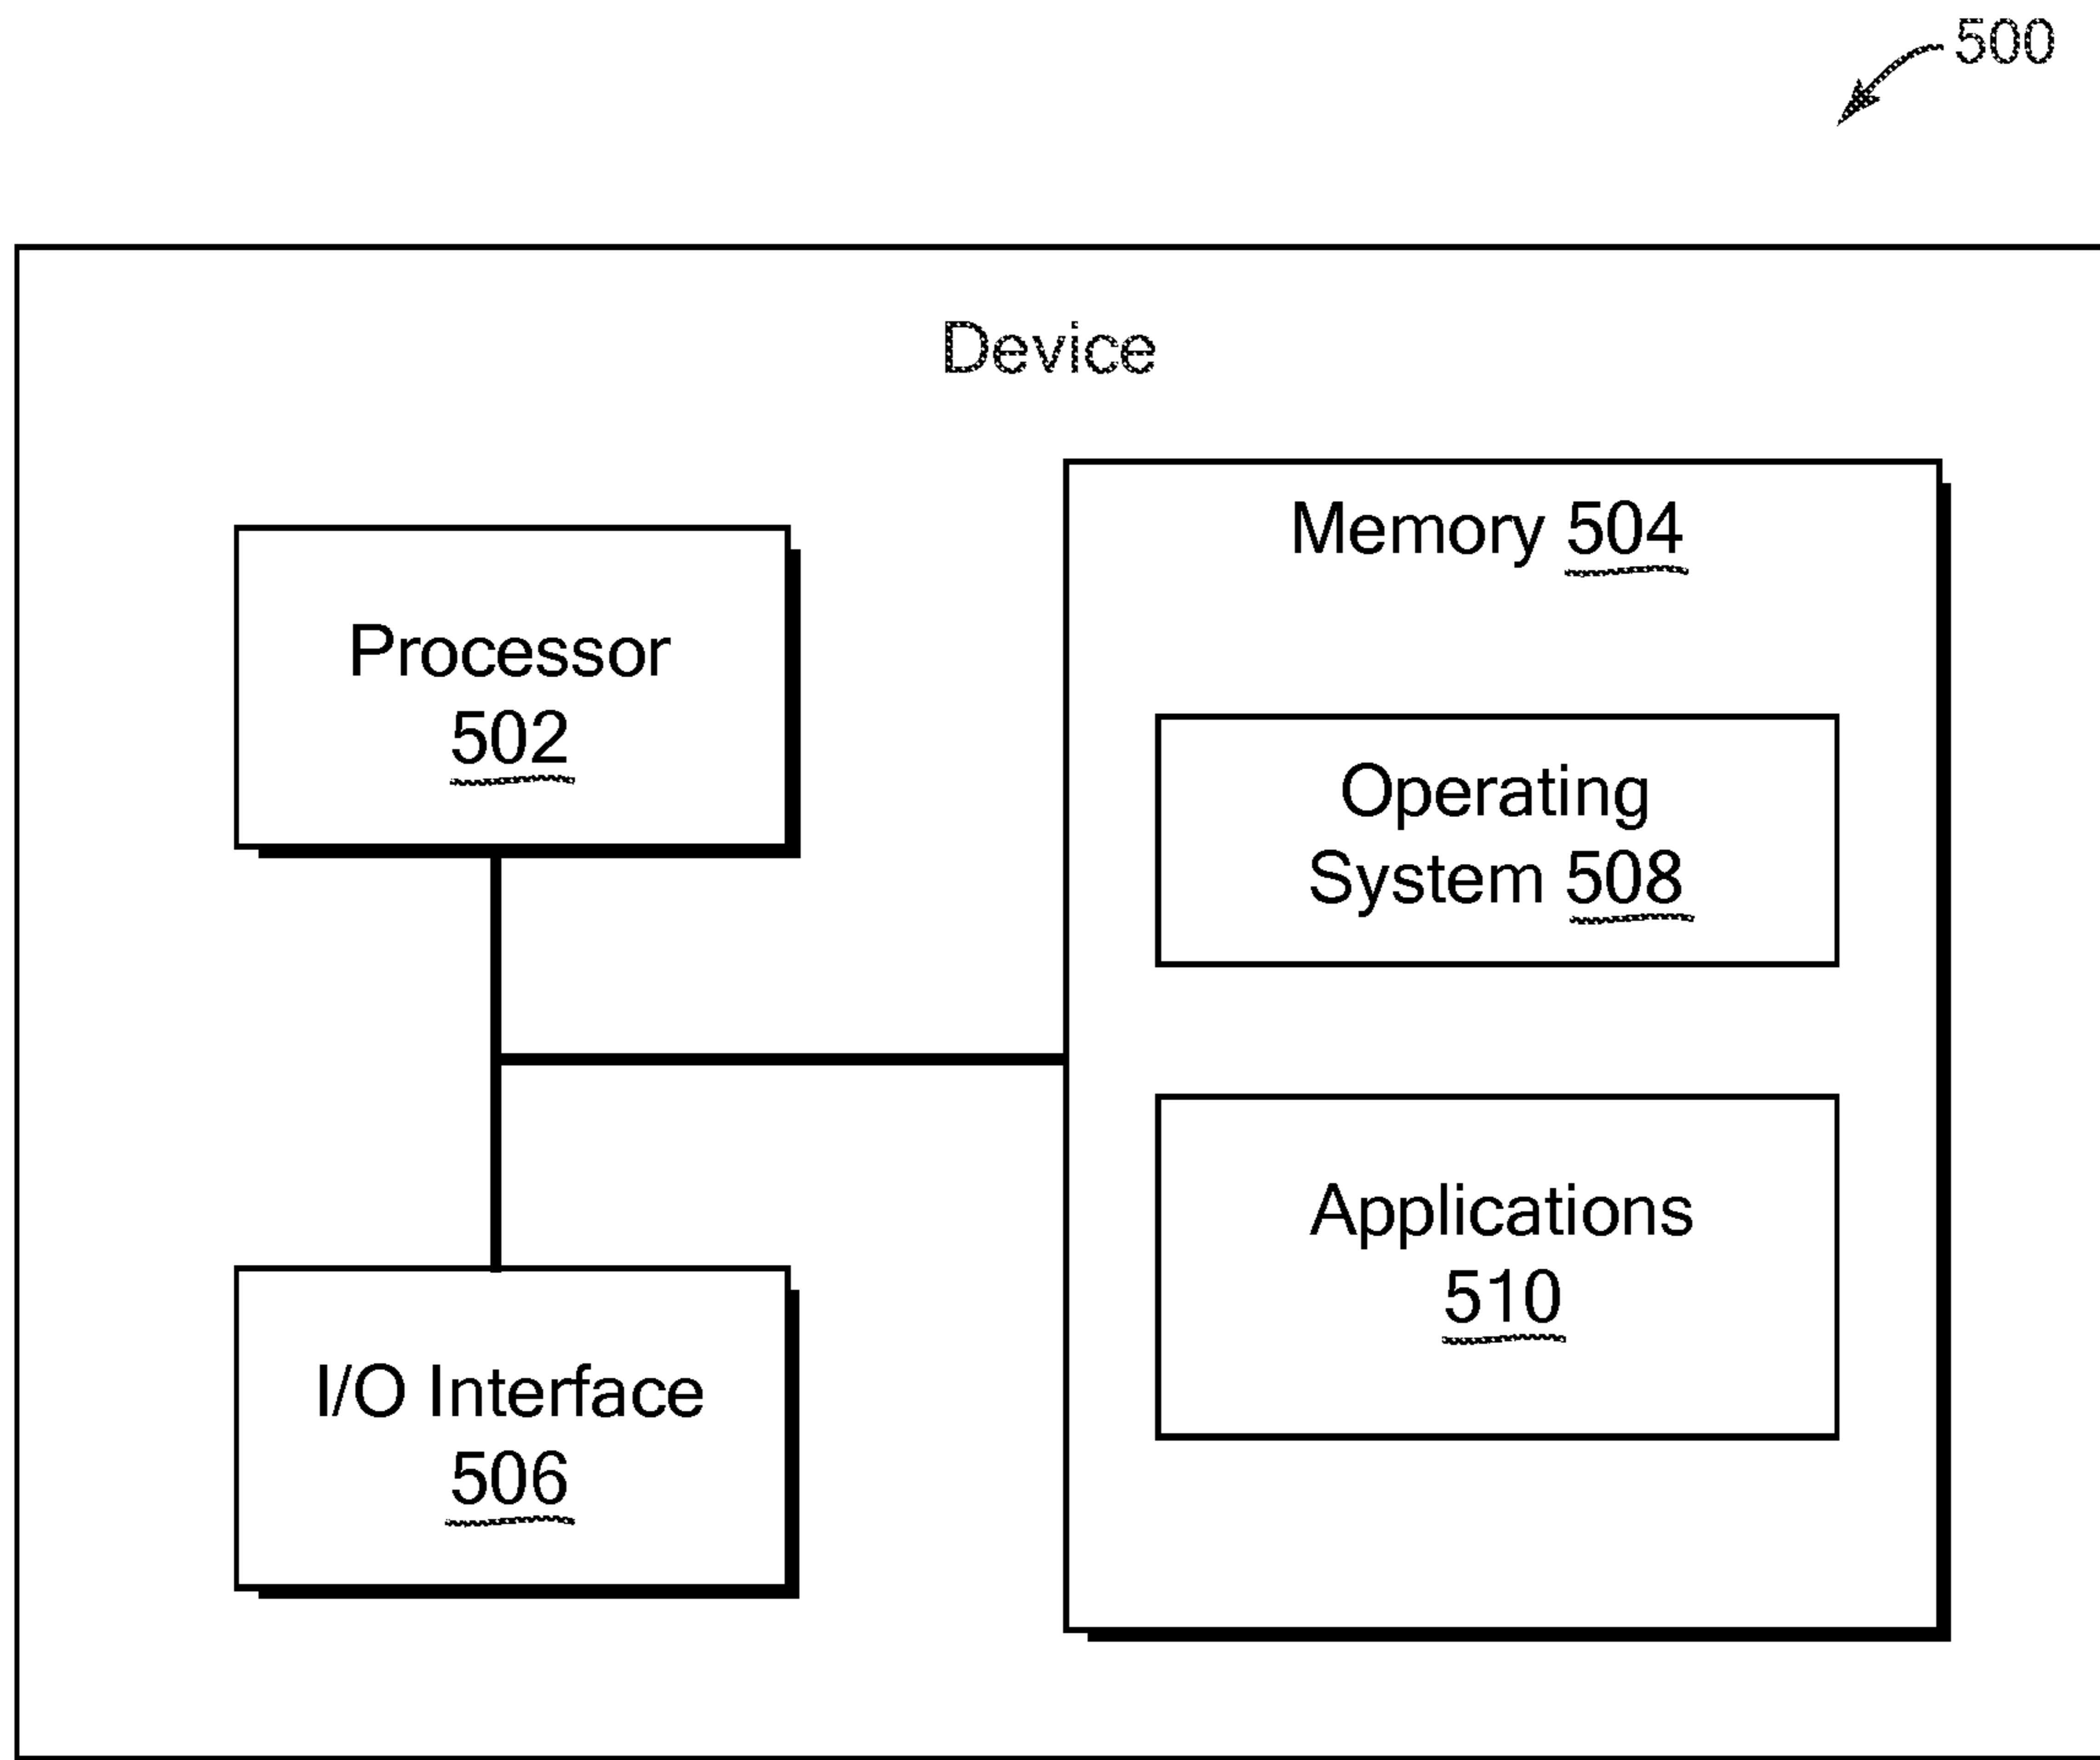 500
Device
Processor
502
Memory 504
Operating
System 508
Applications
510
I/O Interface
506